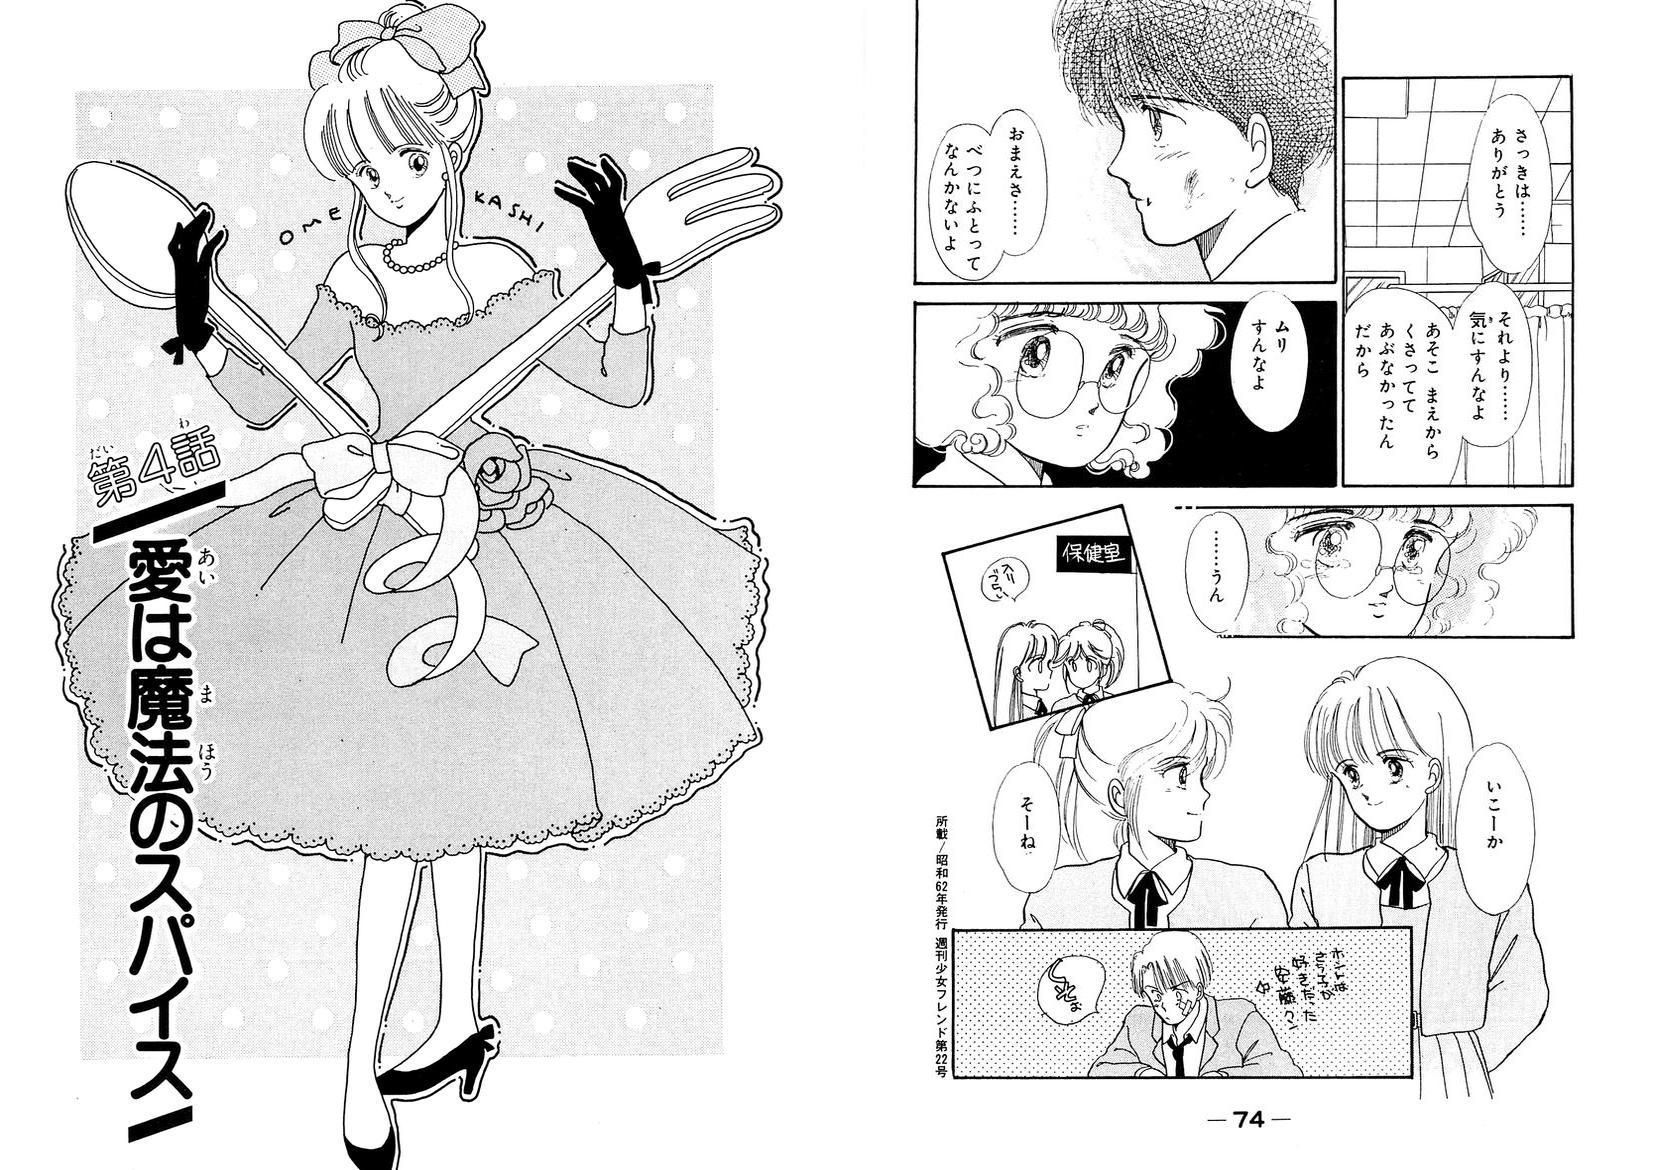 さっきは……
ありがとう
それより……
気にすんなよ
あそこ まえから
くさってて
あぶなかったん
だから
おまえさ……
べつにふとって
なんかないよ
ムリ
すんなよ
……うん
保健室
入り
づらい
いこーか
そーね
ホントは
さち子が
好きだった
安藤クン
くそぉ
所載/昭和62年発行 週刊少女フレンド第22号
—74—
OME KASHI
第4話
だい わ
愛は魔法のスパイス
あい ま ほう